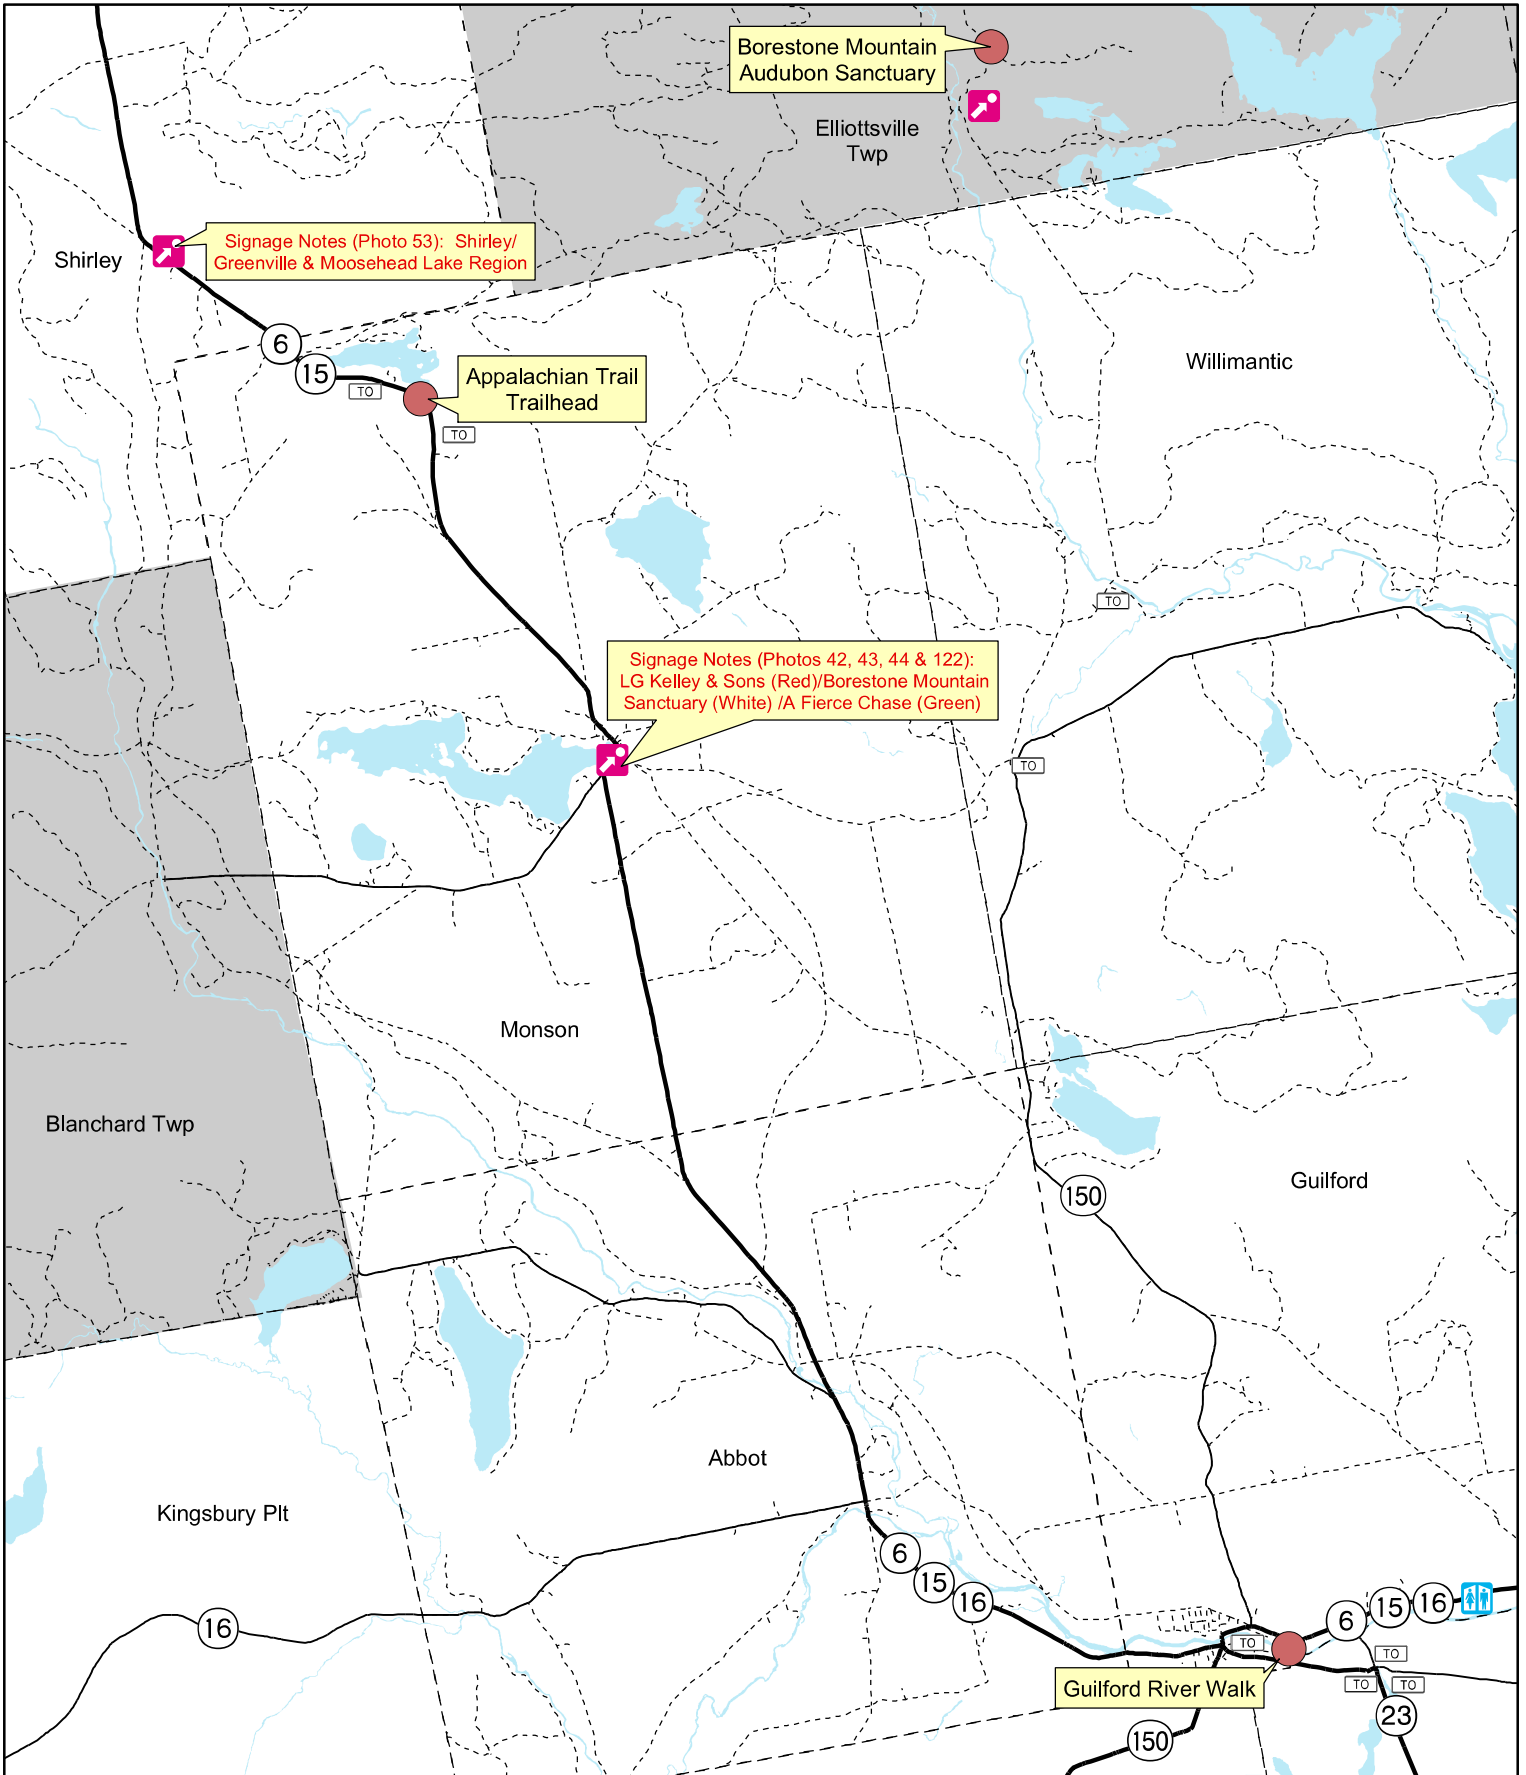 Borestone Mountain
Audubon Sanctuary
Elliottsville
Twp
Signage Notes (Photo 53):  Shirley/
Greenville & Moosehead Lake Region
Shirley
6
15
TO
Appalachian Trail
Trailhead
TO
Willimantic
TO
Signage Notes (Photos 42, 43, 44 & 122):
LG Kelley & Sons (Red)/Borestone Mountain
Sanctuary (White) /A Fierce Chase (Green)
TO
Monson
Blanchard Twp
Guilford
150
Abbot
Kingsbury Plt
6
15
16
16
6
15
16
TO
TO
TO
TO
Guilford River Walk
23
150